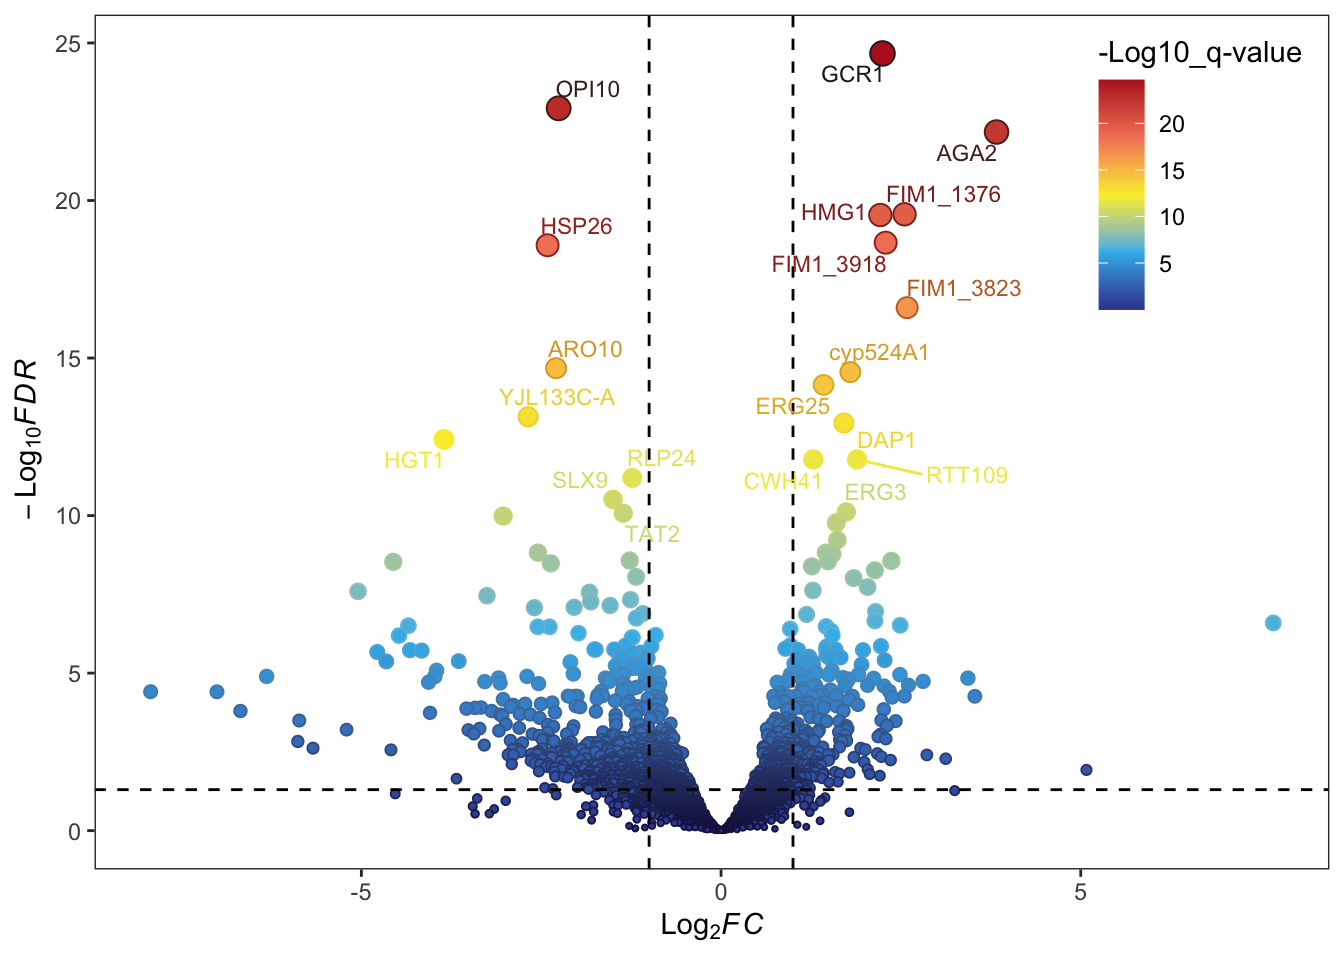 -Log10_q-value
20
15
10
5
25
20
15
10
5
0
− Log10FDR
GCR1
OPI10
AGA2
FIM1_1376
HMG1
HSP26
FIM1_3918
FIM1_3823
ARO10
cyp524A1
YJL133C-A
ERG25
DAP1
HGT1
RLP24
RTT109
SLX9
CWH41
ERG3
TAT2
-5
0
5
Log2FC